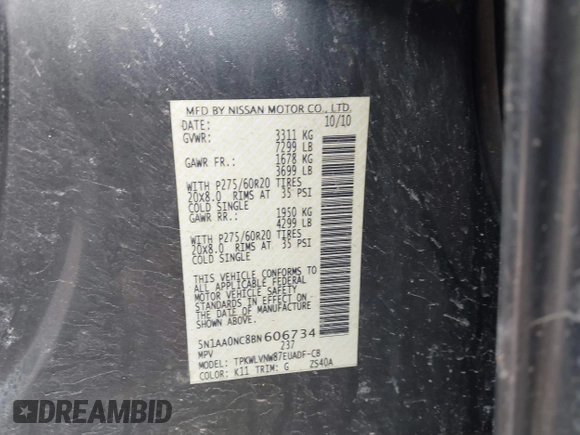 MFD BY NISSAN MOTOR CO., LTD.
DATE: 10/10
GVWR: 3311 KG
7299 LB
GAWR FR.: 1678 KG
3699 LB
WITH P275/60R20 TIRES
20X8.0 RIMS AT 35 PSI
COLD SINGLE
GAWR RR.: 1950 KG
4299 LB
WITH P275/60R20 TIRES
20X8.0 RIMS AT 35 PSI
COLD SINGLE
THIS VEHICLE CONFORMS TO
ALL APPLICABLE FEDERAL
MOTOR VEHICLE SAFETY
STANDARDS IN EFFECT ON
THE DATE OF MANUFACTURE
SHOWN ABOVE.
5N1AA0NC8BN606734
MPV 237
MODEL: TPKWLVNW87EUADF-CB
COLOR: K11 TRIM: G ZS40A
DREAMBID